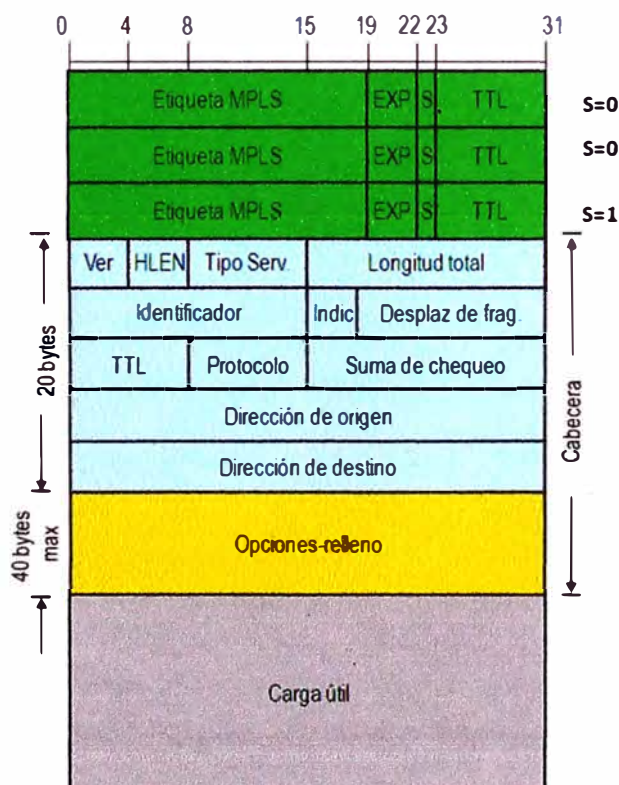 0 4 8 15 19 22 23 31
Etiqueta MPLS EXP S TTL S=0
Etiqueta MPLS EXP S TTL S=0
Etiqueta MPLS EXP S TTL S=1
Ver HLEN Tipo Serv. Longitud total
Identificador Indic Desplaz de frag.
TTL Protocolo Suma de chequeo
Dirección de origen
Dirección de destino
20 bytes
Cabecera
Opciones-relleno
40 bytes
max
Carga útil